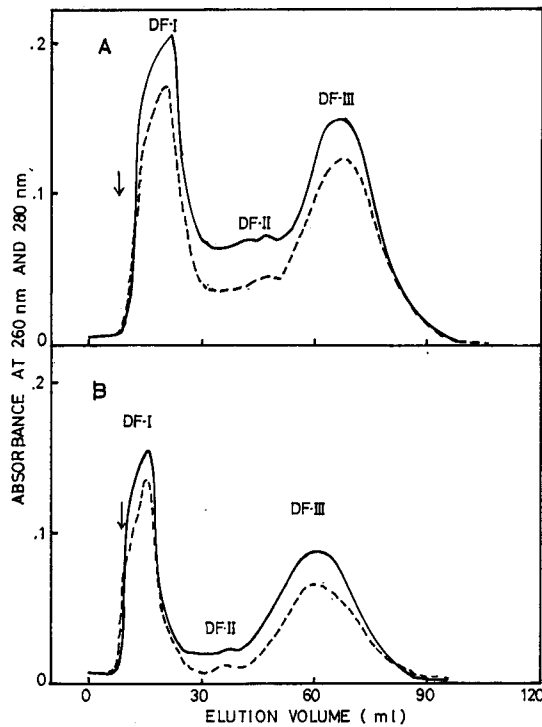 ABSORBANCE AT 260 nm AND 280 nm
A
DF-I
DF-II
DF-III
.2
.1
0
B
DF-I
DF-II
DF-III
.2
.1
0
0 30 60 90 120
ELUTION VOLUME ( ml )